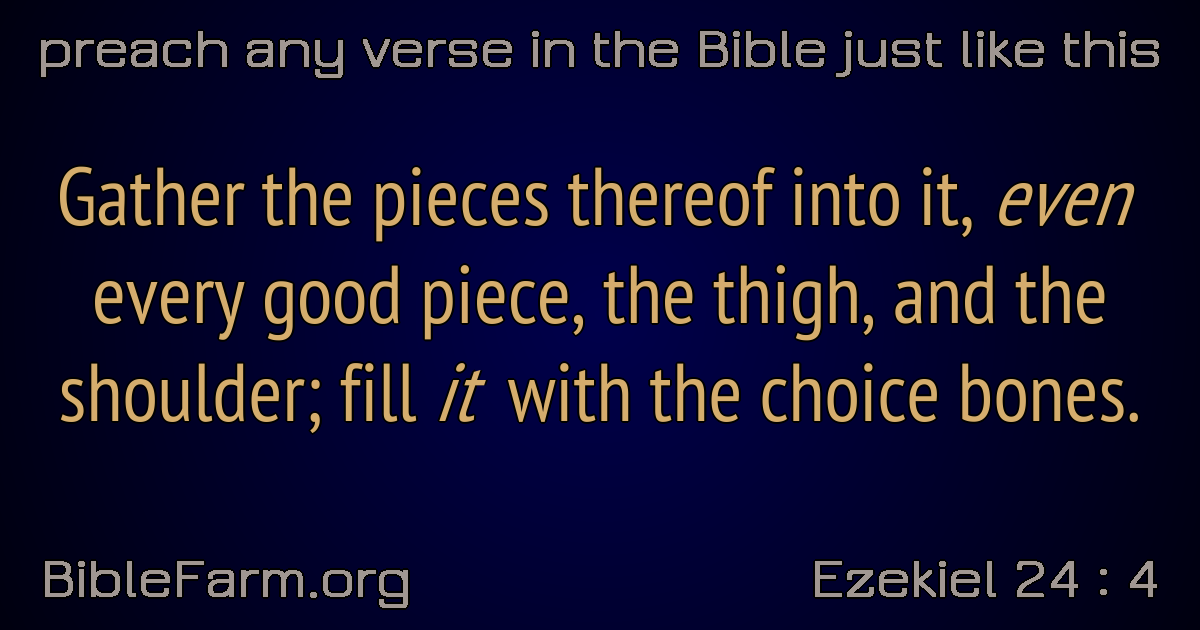 preach any verse in the Bible just like this
Gather the pieces thereof into it, even
every good piece, the thigh, and the
shoulder; fill it with the choice bones.
BibleFarm.org
Ezekiel 24 : 4